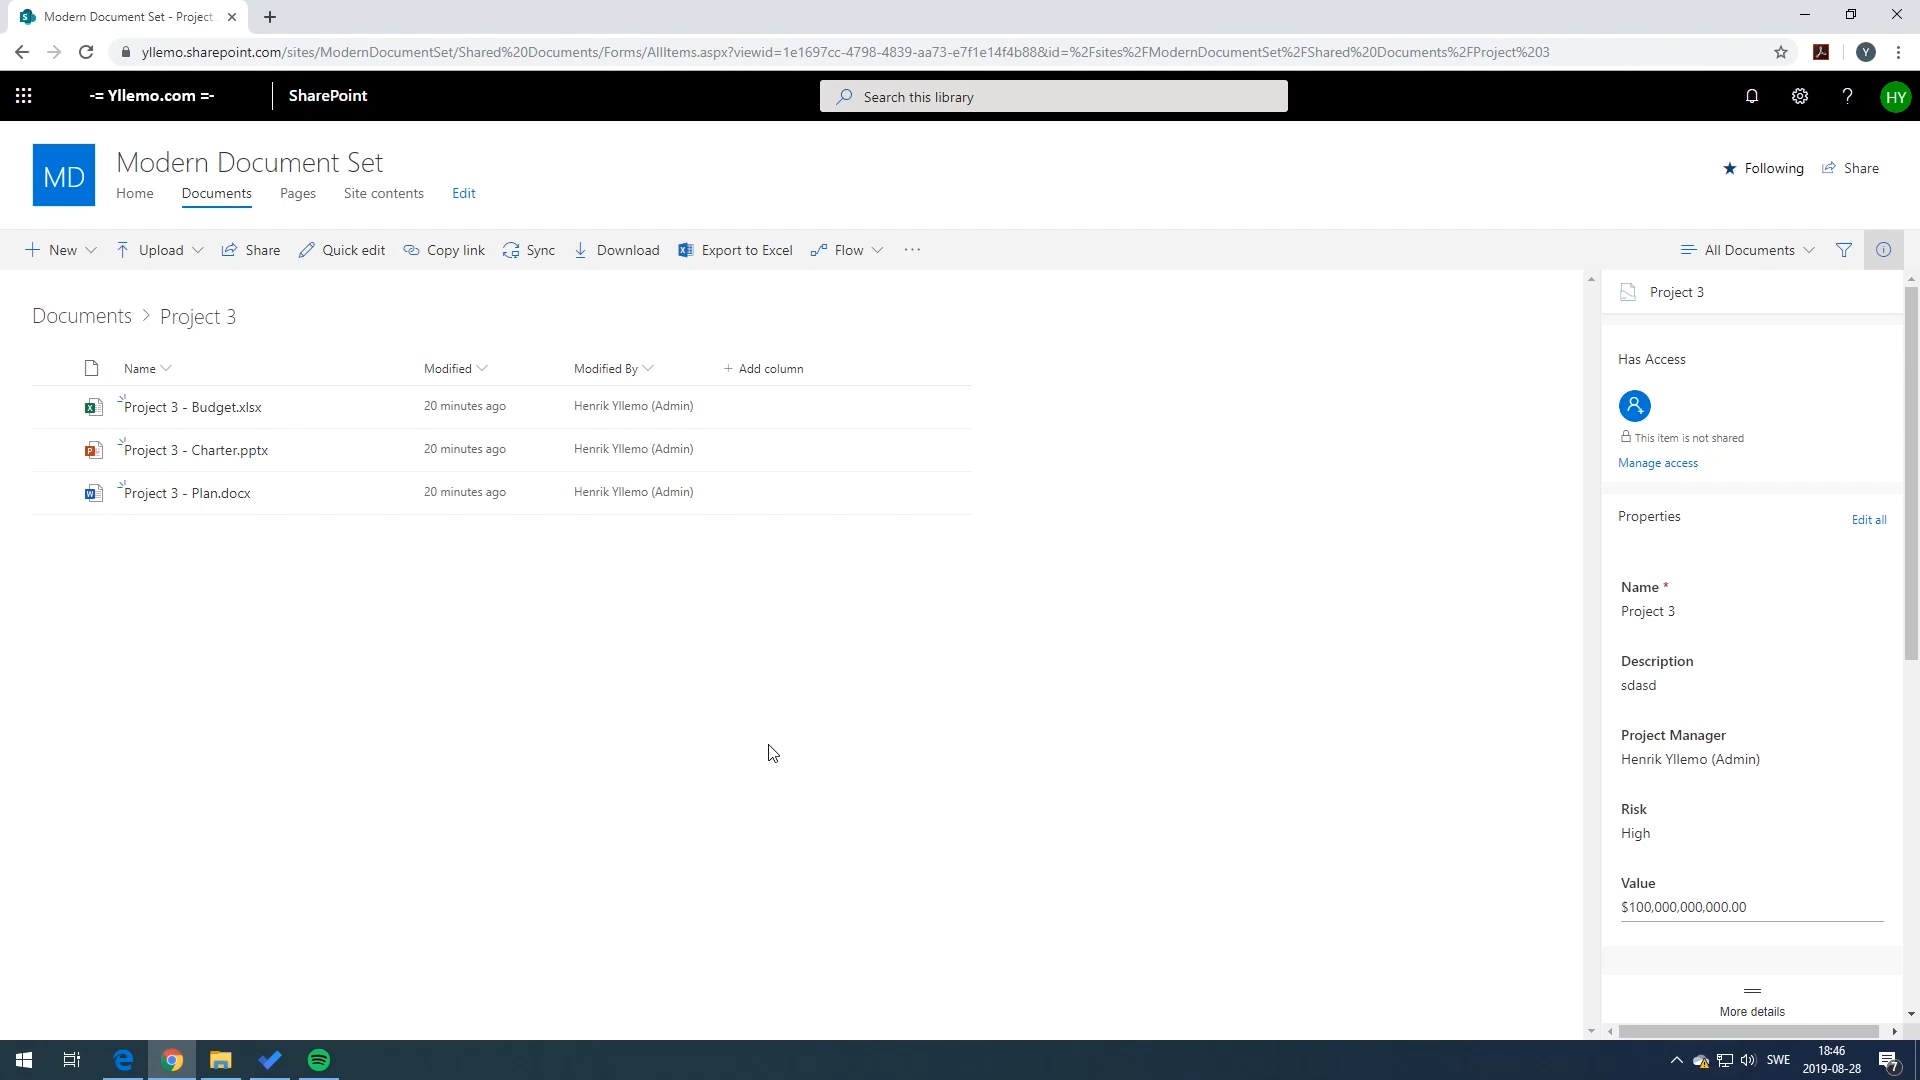 Modern Document Set - Project
yllemo.sharepoint.com/sites/ModernDocumentSet/Shared%20Documents/Forms/AllItems.aspx?viewid=1e1697cc-4798-4839-aa73-e7f1e14f4b88&id=%2Fsites%2FModernDocumentSet%2FShared%20Documents%2FProject%203
Y
-= Yllemo.com =-
SharePoint
Search this library
?
HY
MD
Modern Document Set
Home
Documents
Pages
Site contents
Edit
Following
Share
New
Upload
Share
Quick edit
Copy link
Sync
Download
Export to Excel
Flow
...
All Documents
Documents > Project 3
Name
Modified
Modified By
+ Add column
Project 3 - Budget.xlsx
20 minutes ago
Henrik Yllemo (Admin)
Project 3 - Charter.pptx
20 minutes ago
Henrik Yllemo (Admin)
Project 3 - Plan.docx
20 minutes ago
Henrik Yllemo (Admin)
Project 3
Has Access
This item is not shared
Manage access
Properties
Edit all
Name *
Project 3
Description
sdasd
Project Manager
Henrik Yllemo (Admin)
Risk
High
Value
$100,000,000,000.00
More details
SWE
18:46
2019-08-28
7